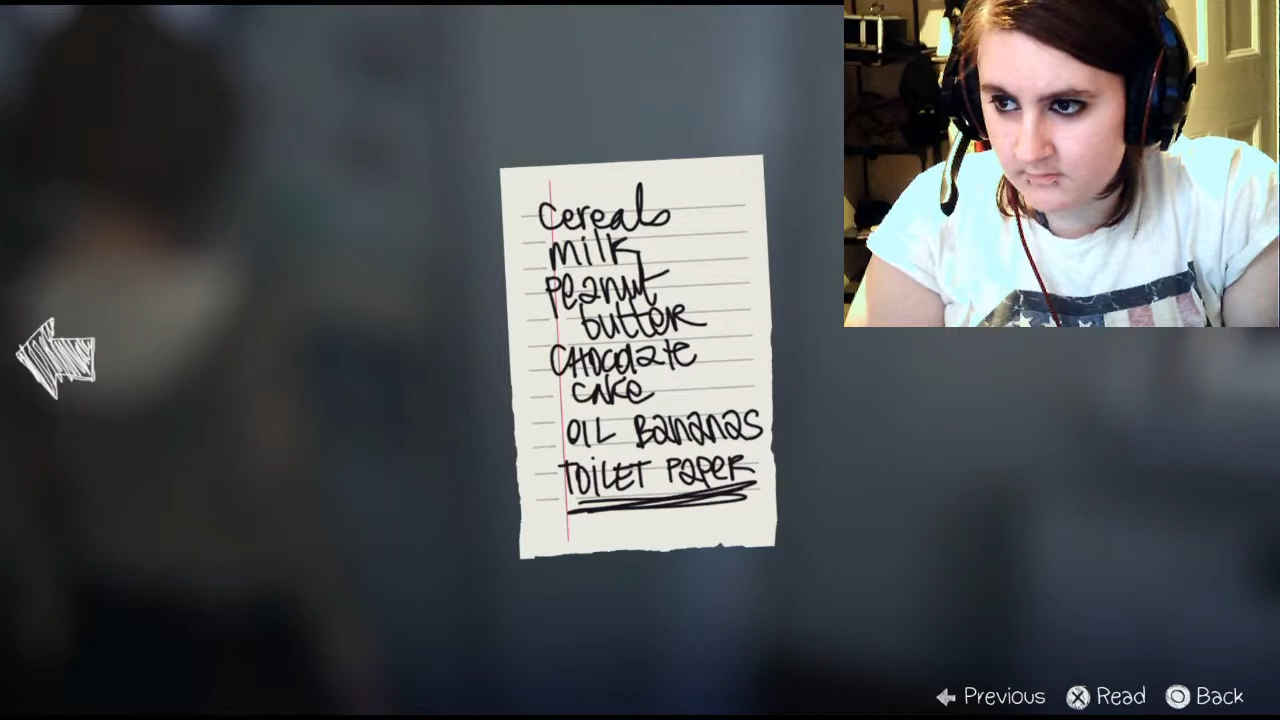 cereals
milk
peanut
butter
CHocolate
cake
OIL Bananas
TOILET PAPER
Previous
Read
Back